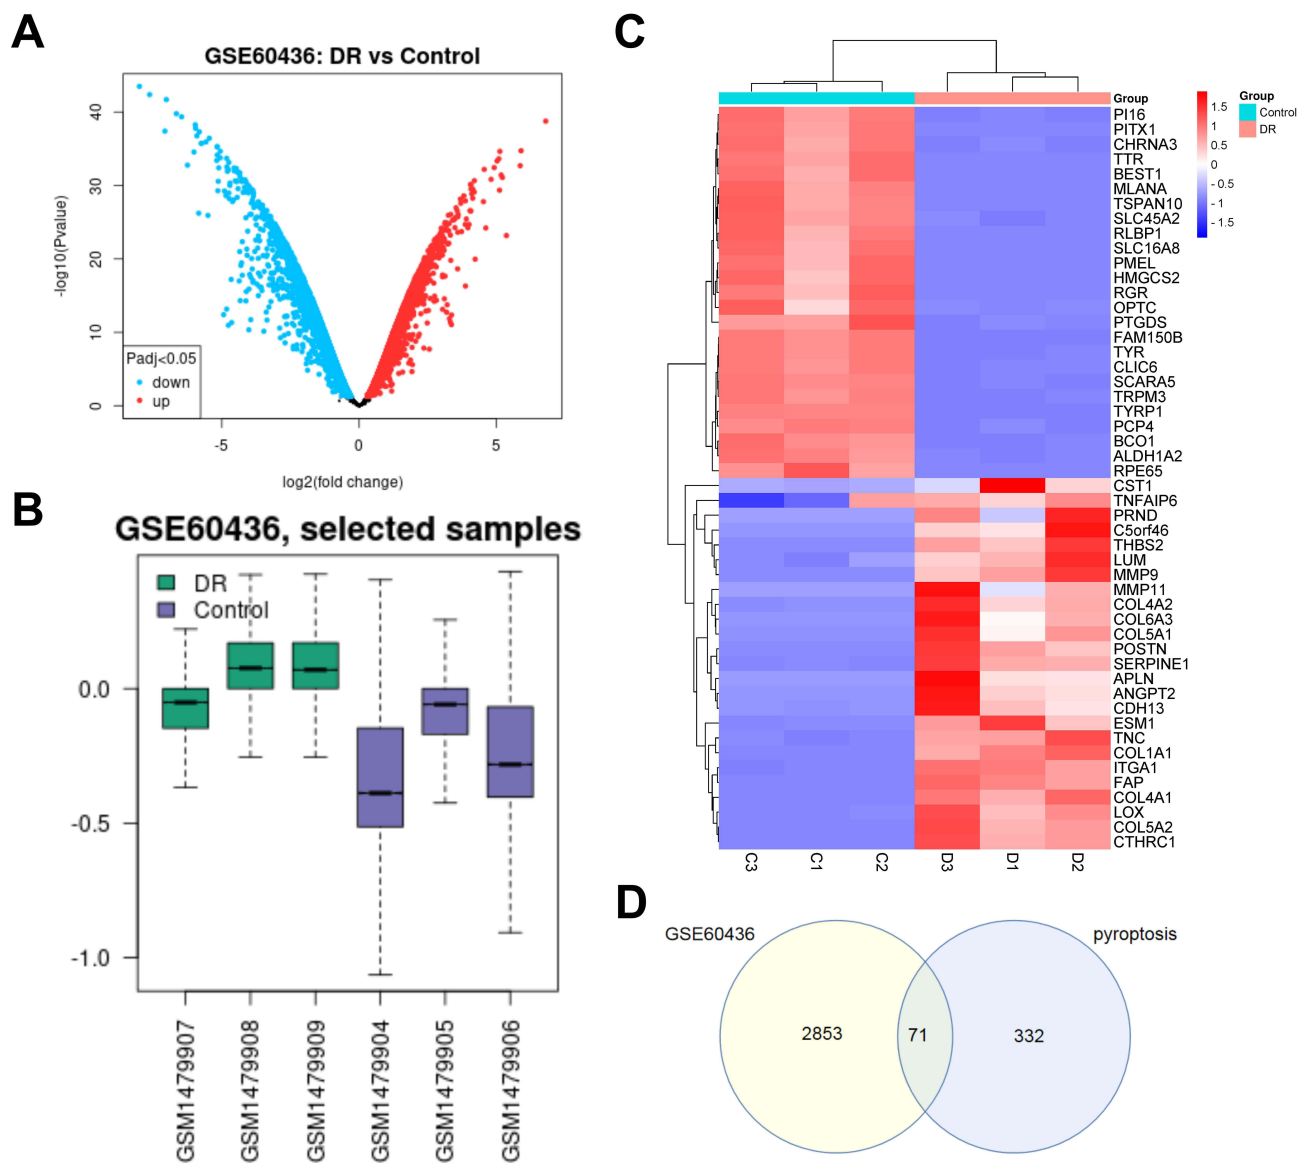 A
GSE60436: DR vs Control
-log10(Pvalue)
40
30
20
10
0
Padj<0.05
down
up
-5
0
5
log2(fold change)
B
GSE60436, selected samples
DR
Control
0.0
-0.5
-1.0
GSM1479907
GSM1479908
GSM1479909
GSM1479904
GSM1479905
GSM1479906
C
Group
PI16
PITX1
CHRNA3
TTR
BEST1
MLANA
TSPAN10
SLC45A2
RLBP1
SLC16A8
PMEL
HMGCS2
RGR
OPTC
PTGDS
FAM150B
TYR
CLIC6
SCARA5
TRPM3
TYRP1
PCP4
BCO1
ALDH1A2
RPE65
CST1
TNFAIP6
PRND
C5orf46
THBS2
LUM
MMP9
MMP11
COL4A2
COL6A3
COL5A1
POSTN
SERPINE1
APLN
ANGPT2
CDH13
ESM1
TNC
COL1A1
ITGA1
FAP
COL4A1
LOX
COL5A2
CTHRC1
C3
C1
C2
D3
D1
D2
1.5
1
0.5
0
- 0.5
- 1
- 1.5
Group
Control
DR
D
GSE60436
pyroptosis
2853
71
332